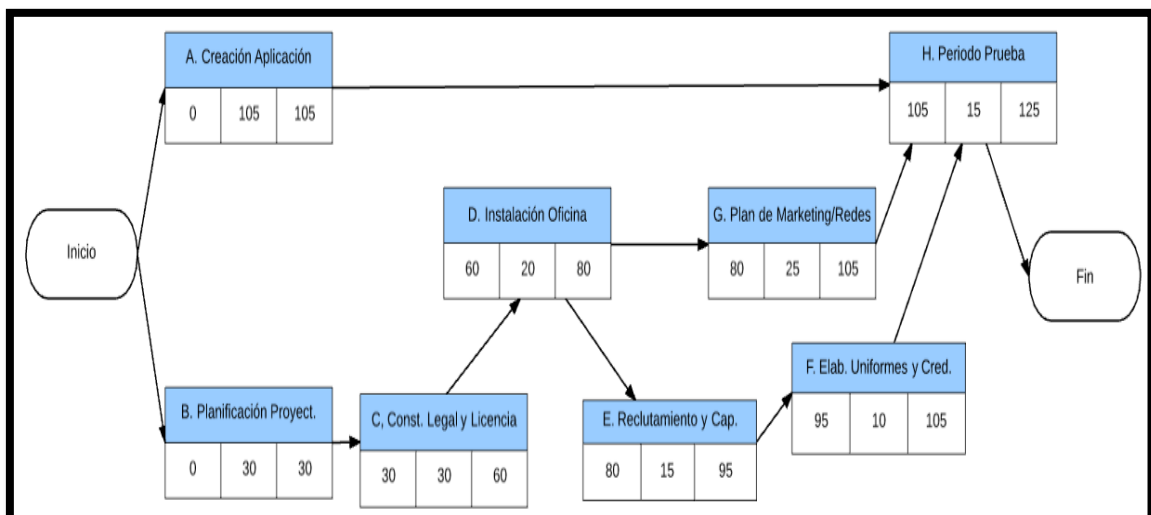 A. Creación Aplicación
0 105 105
H. Periodo Prueba
105 15 125
Inicio
D. Instalación Oficina
60 20 80
G. Plan de Marketing/Redes
80 25 105
Fin
B. Planificación Proyect.
0 30 30
C, Const. Legal y Licencia
30 30 60
E. Reclutamiento y Cap.
80 15 95
F. Elab. Uniformes y Cred.
95 10 105